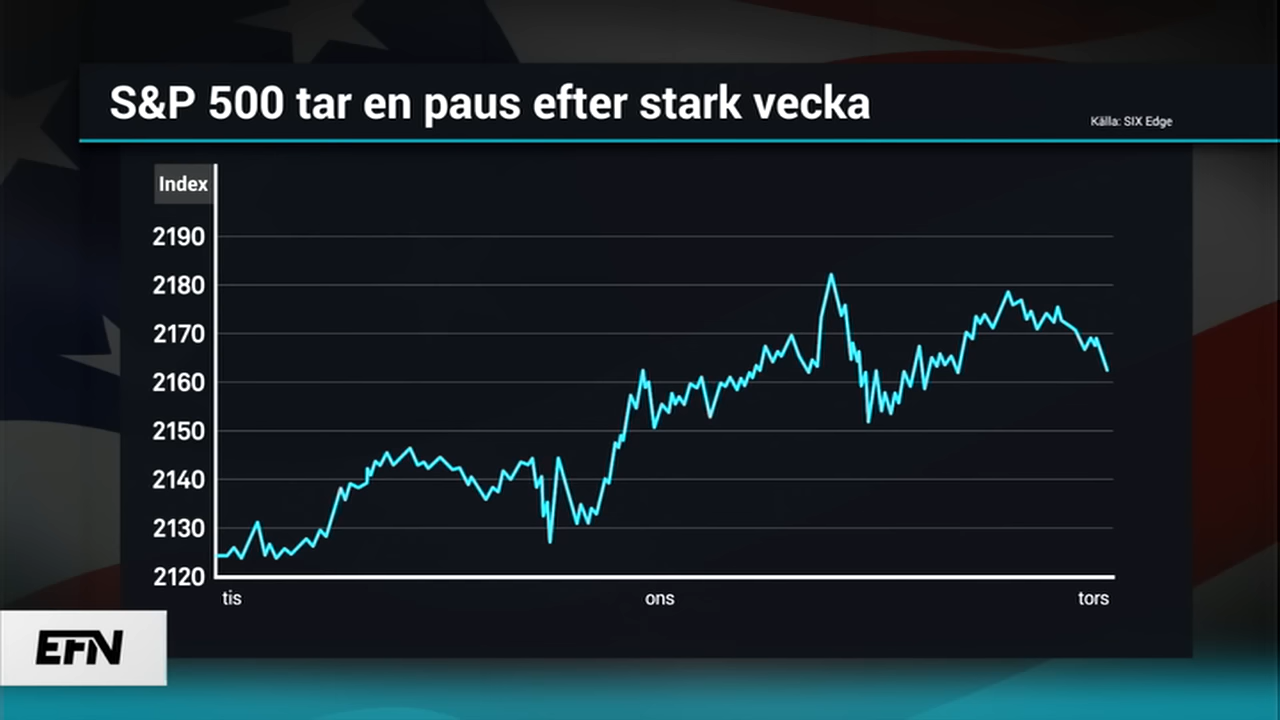 S&P 500 tar en paus efter stark vecka
Källa: SIX Edge
Index
2190
2180
2170
2160
2150
2140
2130
2120
tis ons tors
EFN